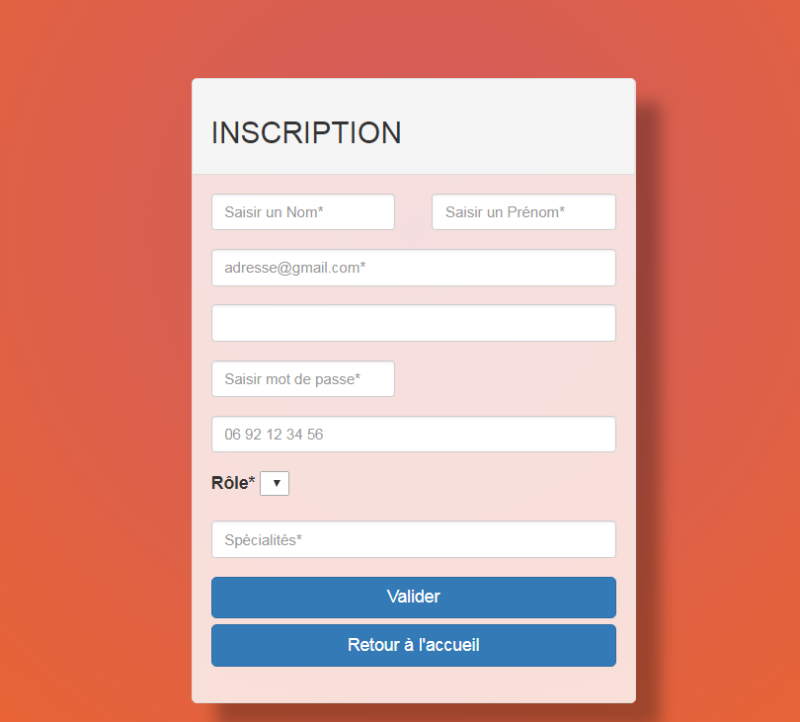 INSCRIPTION
Saisir un Nom* Saisir un Prénom*
adresse@gmail.com*
Saisir mot de passe*
06 92 12 34 56
Rôle*
Spécialités*
Valider
Retour à l'accueil